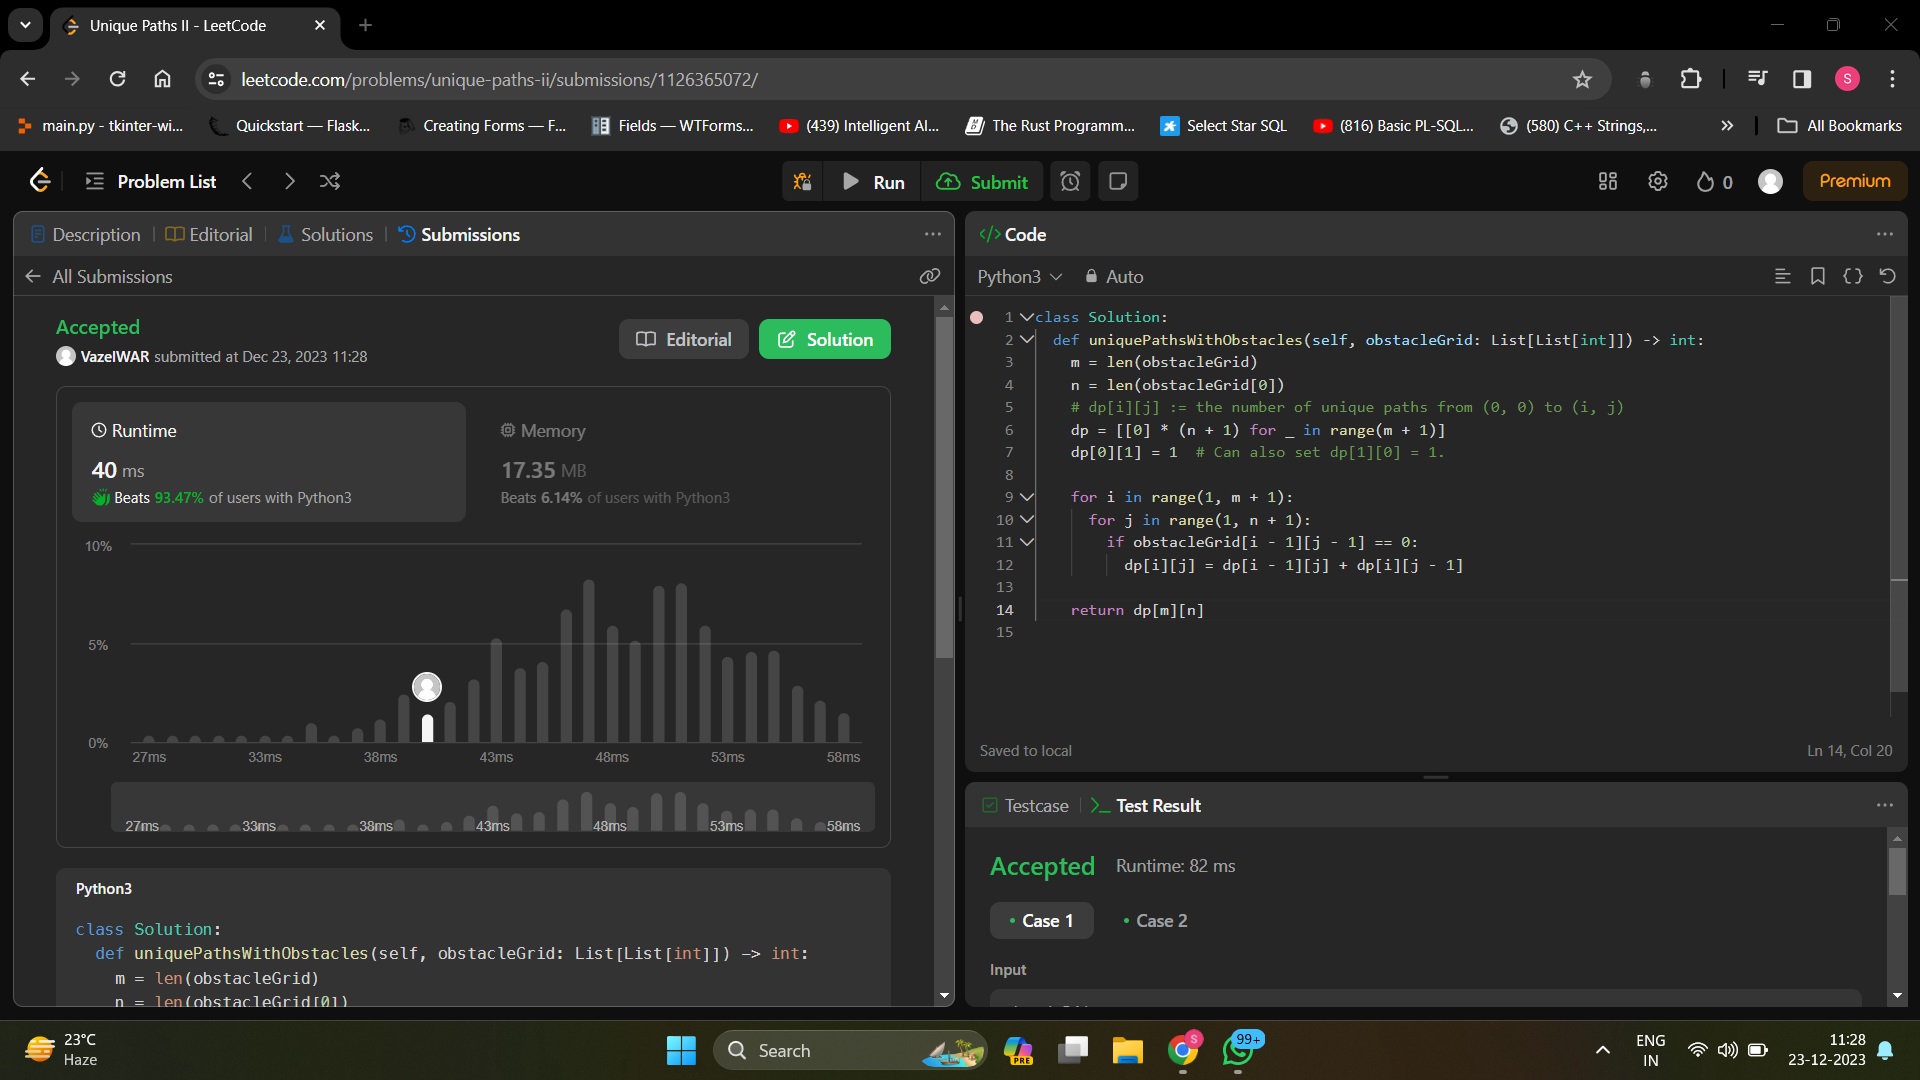 Unique Paths II - LeetCode
leetcode.com/problems/unique-paths-ii/submissions/1126365072/
S
main.py - tkinter-wi...
Quickstart — Flask...
Creating Forms — F...
Fields — WTForms...
(439) Intelligent AI...
The Rust Programm...
Select Star SQL
(816) Basic PL-SQL...
(580) C++ Strings,...
All Bookmarks
Problem List
Run
Submit
0
Premium
Description
Editorial
Solutions
Submissions
All Submissions
Accepted
VazelWAR submitted at Dec 23, 2023 11:28
Editorial
Solution
Runtime
40 ms
Beats 93.47% of users with Python3
Memory
17.35 MB
Beats 6.14% of users with Python3
10%
5%
0%
27ms 33ms 38ms 43ms 48ms 53ms 58ms
27ms 33ms 38ms 43ms 48ms 53ms 58ms
Python3
class Solution:
def uniquePathsWithObstacles(self, obstacleGrid: List[List[int]]) -> int:
m = len(obstacleGrid)
n = len(obstacleGrid[0])
Code
Python3
Auto
1 class Solution:
2 def uniquePathsWithObstacles(self, obstacleGrid: List[List[int]]) -> int:
3 m = len(obstacleGrid)
4 n = len(obstacleGrid[0])
5 # dp[i][j] := the number of unique paths from (0, 0) to (i, j)
6 dp = [[0] * (n + 1) for _ in range(m + 1)]
7 dp[0][1] = 1  # Can also set dp[1][0] = 1.
8
9 for i in range(1, m + 1):
10 for j in range(1, n + 1):
11 if obstacleGrid[i - 1][j - 1] == 0:
12 dp[i][j] = dp[i - 1][j] + dp[i][j - 1]
13
14 return dp[m][n]
15
Saved to local
Ln 14, Col 20
Testcase
Test Result
Accepted
Runtime: 82 ms
Case 1
Case 2
Input
23°C
Haze
Search
PRE
S
99+
ENG
IN
11:28
23-12-2023